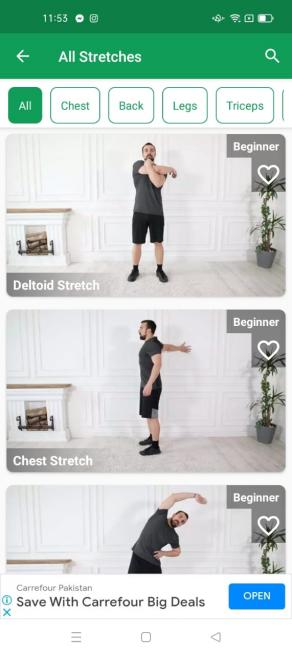 11:53
All Stretches
All
Chest
Back
Legs
Triceps
Beginner
Deltoid Stretch
Beginner
Chest Stretch
Beginner
Carrefour Pakistan
Save With Carrefour Big Deals
OPEN